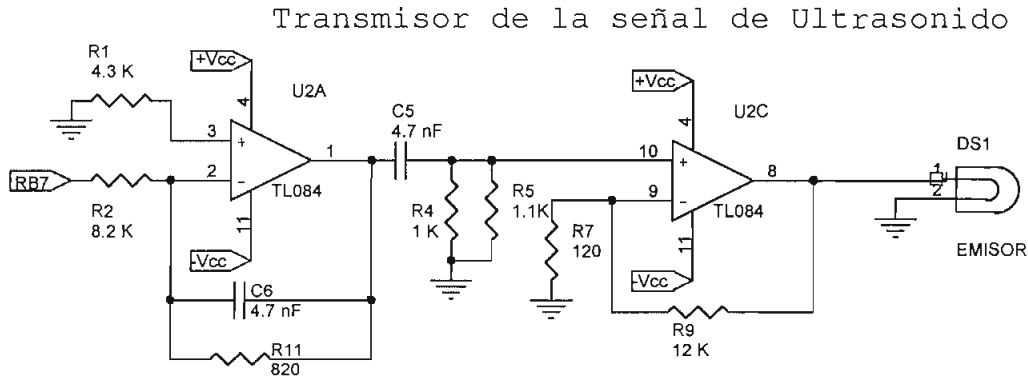 Transmisor de la señal de Ultrasonido
R1
4.3 K
+Vcc
4
U2A
3
+
2
-
1
TL084
11
-Vcc
RB7
R2
8.2 K
C6
4.7 nF
R11
820
C5
4.7 nF
R4
1 K
R5
1.1K
+Vcc
4
U2C
10
+
9
-
8
TL084
11
-Vcc
R7
120
R9
12 K
DS1
1
2
EMISOR